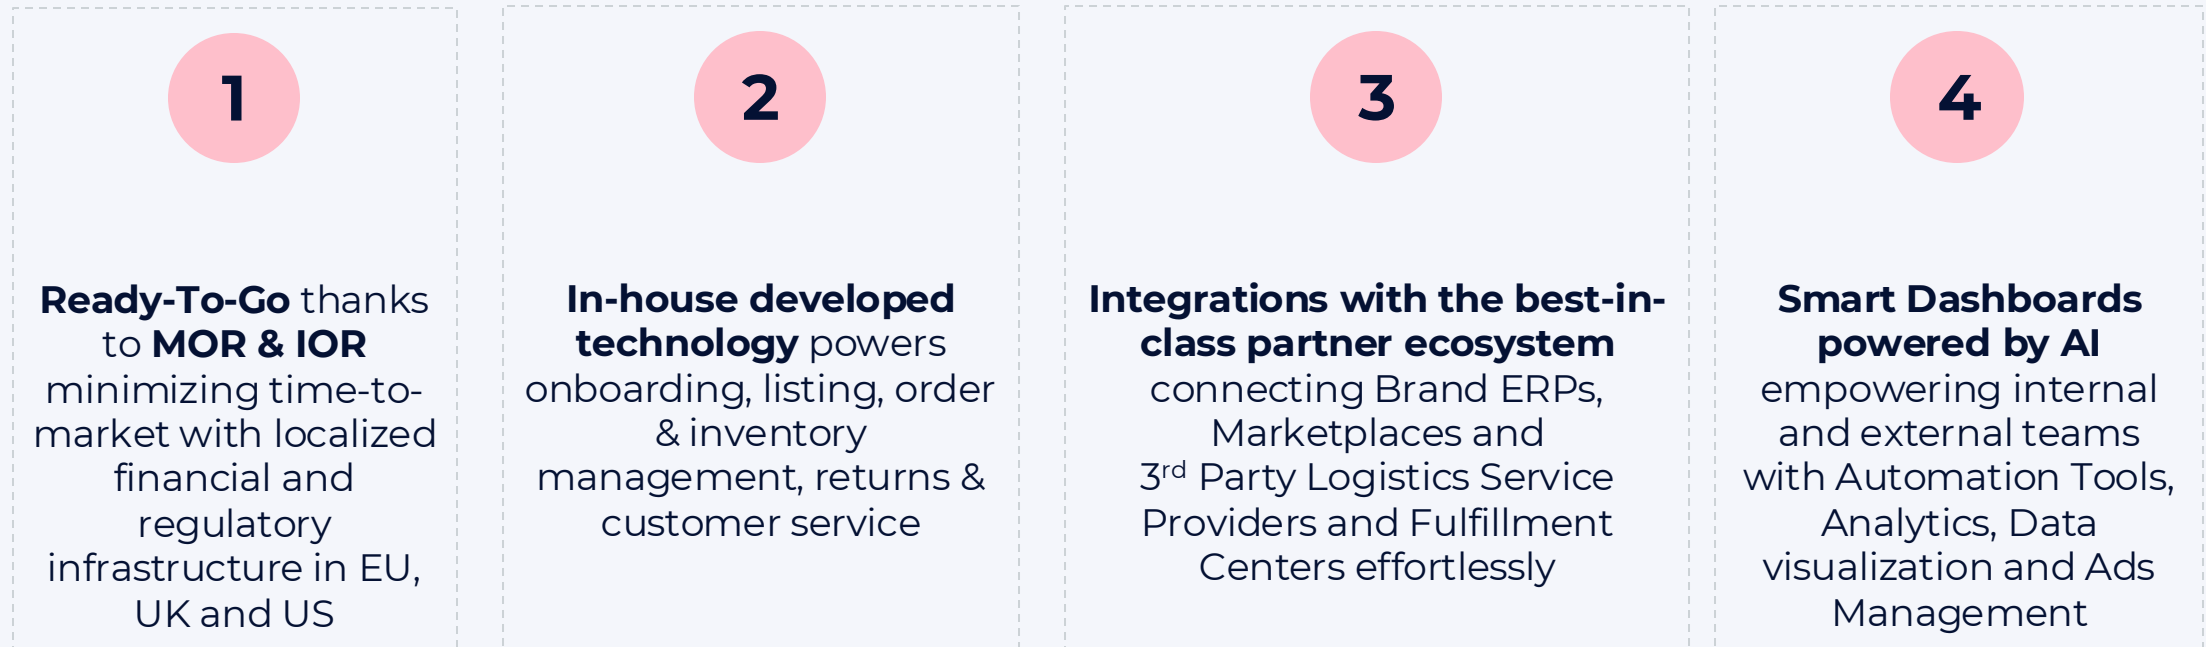 1
Ready-To-Go thanks
to MOR & IOR
minimizing time-to-
market with localized
financial and
regulatory
infrastructure in EU,
UK and US
2
In-house developed
technology powers
onboarding, listing, order
& inventory
management, returns &
customer service
3
Integrations with the best-in-
class partner ecosystem
connecting Brand ERPs,
Marketplaces and
3rd Party Logistics Service
Providers and Fulfillment
Centers effortlessly
4
Smart Dashboards
powered by AI
empowering internal
and external teams
with Automation Tools,
Analytics, Data
visualization and Ads
Management